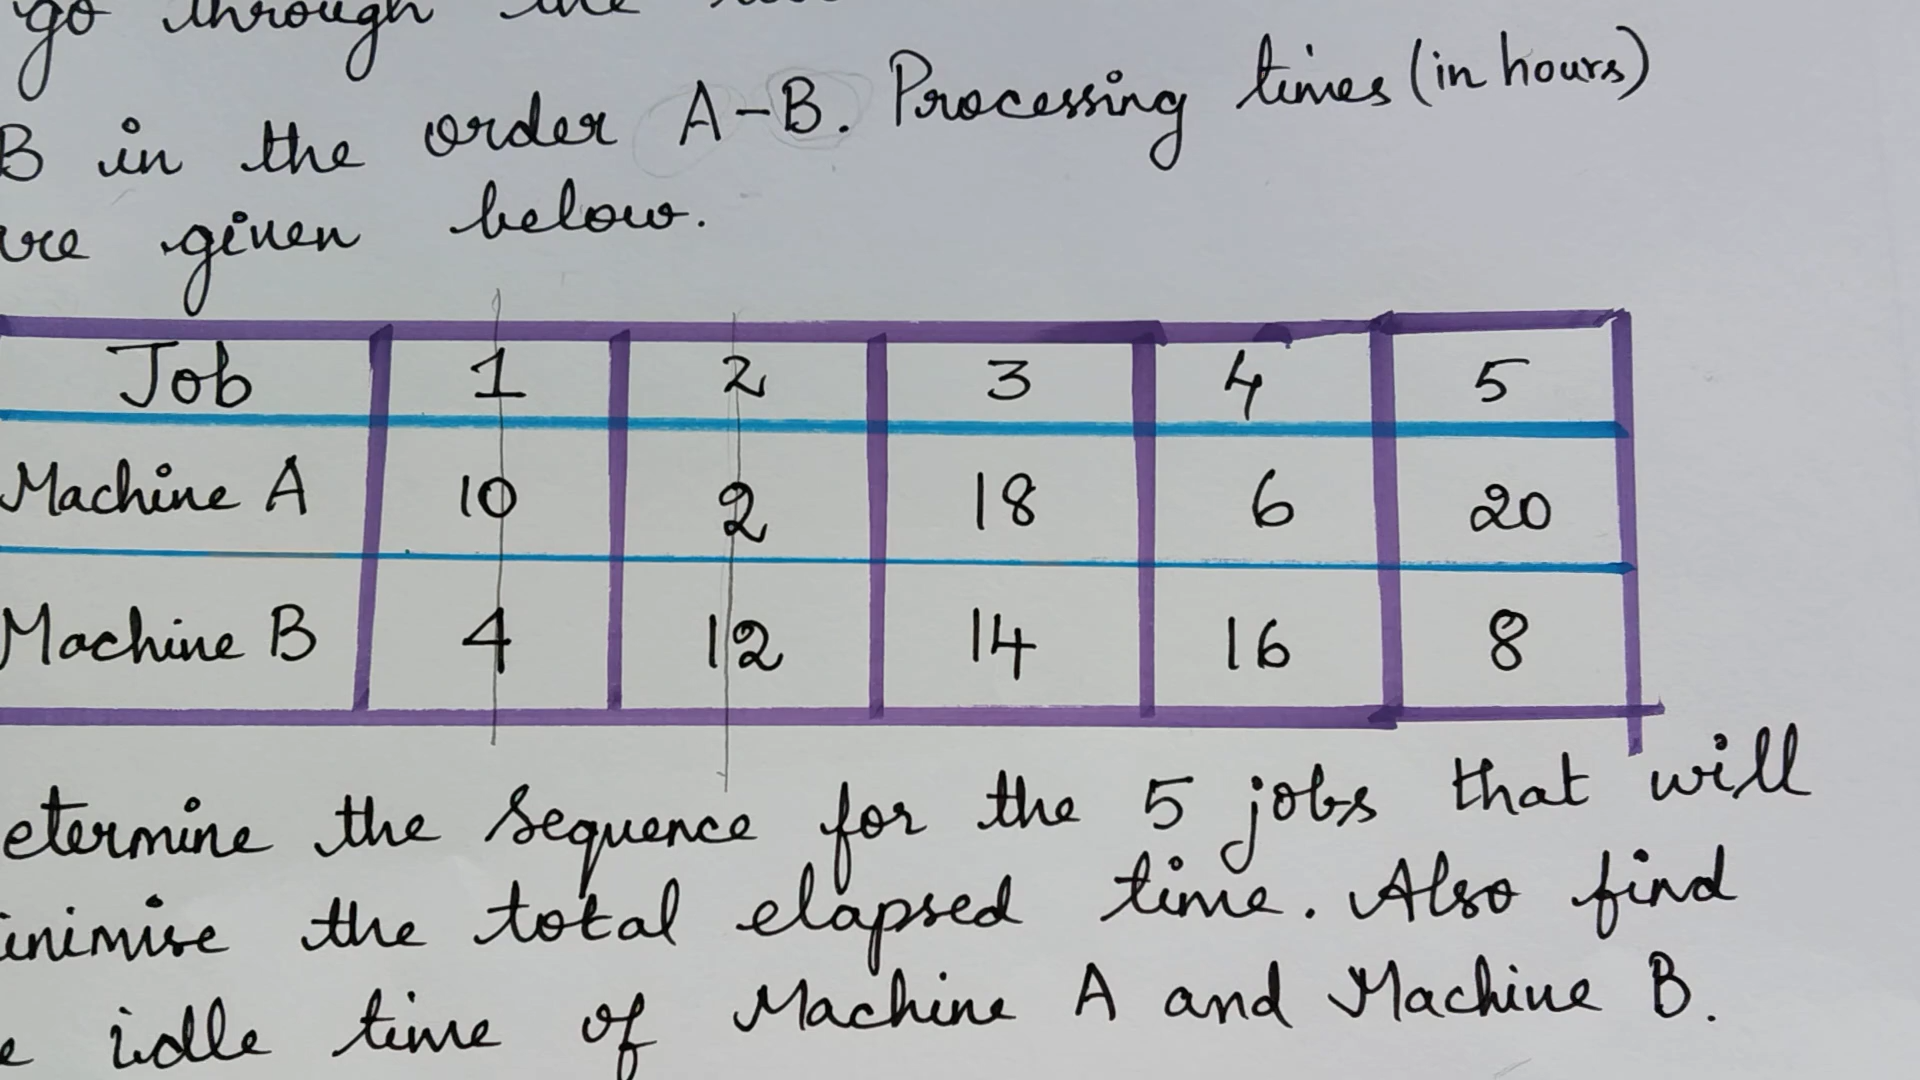 go through the
B in the order A-B. Processing times (in hours)
are given below.
Job 1 2 3 4 5
Machine A 10 2 18 6 20
Machine B 4 12 14 16 8
etermine the sequence for the 5 jobs that will
inimise the total elapsed time. Also find
e idle time of Machine A and Machine B.